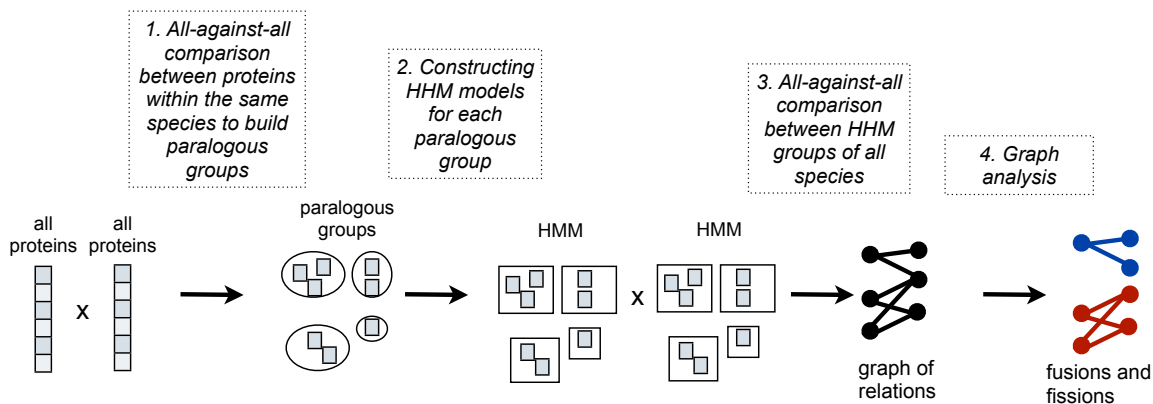 1. All-against-all
comparison
between proteins
within the same
species to build
paralogous
groups
2. Constructing
HHM models
for each
paralogous
group
3. All-against-all
comparison
between HHM
groups of all
species
4. Graph
analysis
all
proteins
all
proteins
X
paralogous
groups
HMM
HMM
X
graph of
relations
fusions and
fissions